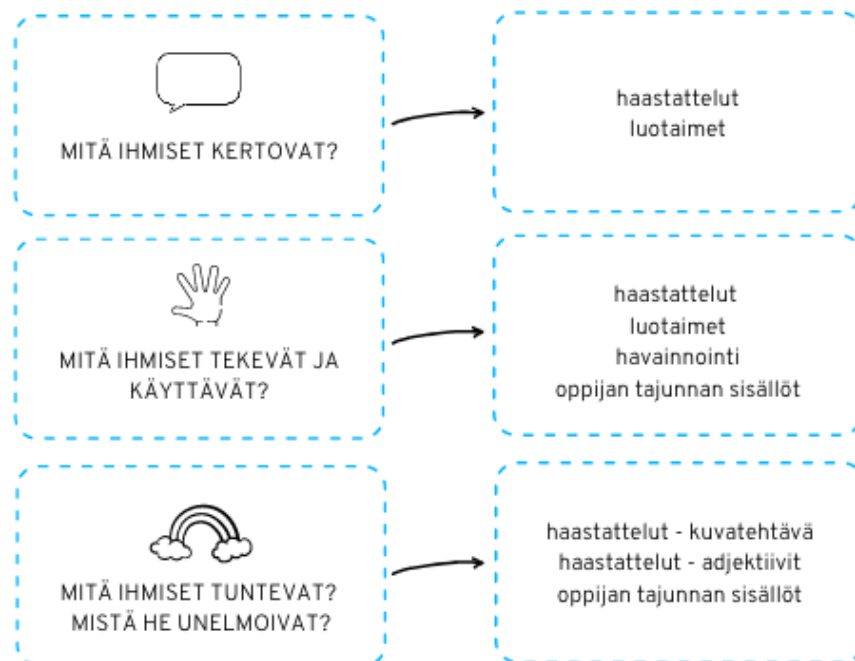 MITÄ IHMISET KERTOVAT?
haastattelut
luotaimet
MITÄ IHMISET TEKEVÄT JA
KÄYTTÄVÄT?
haastattelut
luotaimet
havainnointi
oppijan tajunnan sisällöt
MITÄ IHMISET TUNTEVAT?
MISTÄ HE UNELMOIVAT?
haastattelut - kuvatehtävä
haastattelut - adjektiivit
oppijan tajunnan sisällöt